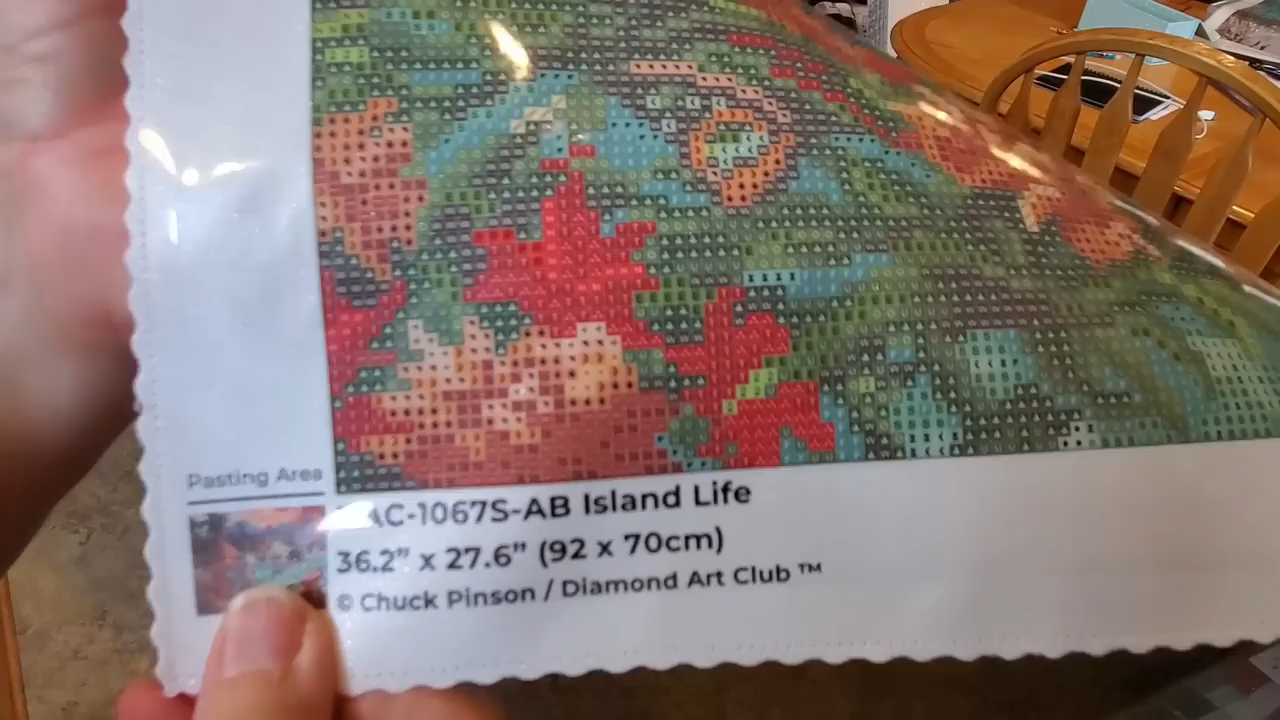 Pasting Area
AC-1067S-AB Island Life
36.2” x 27.6” (92 x 70cm)
© Chuck Pinson / Diamond Art Club ™